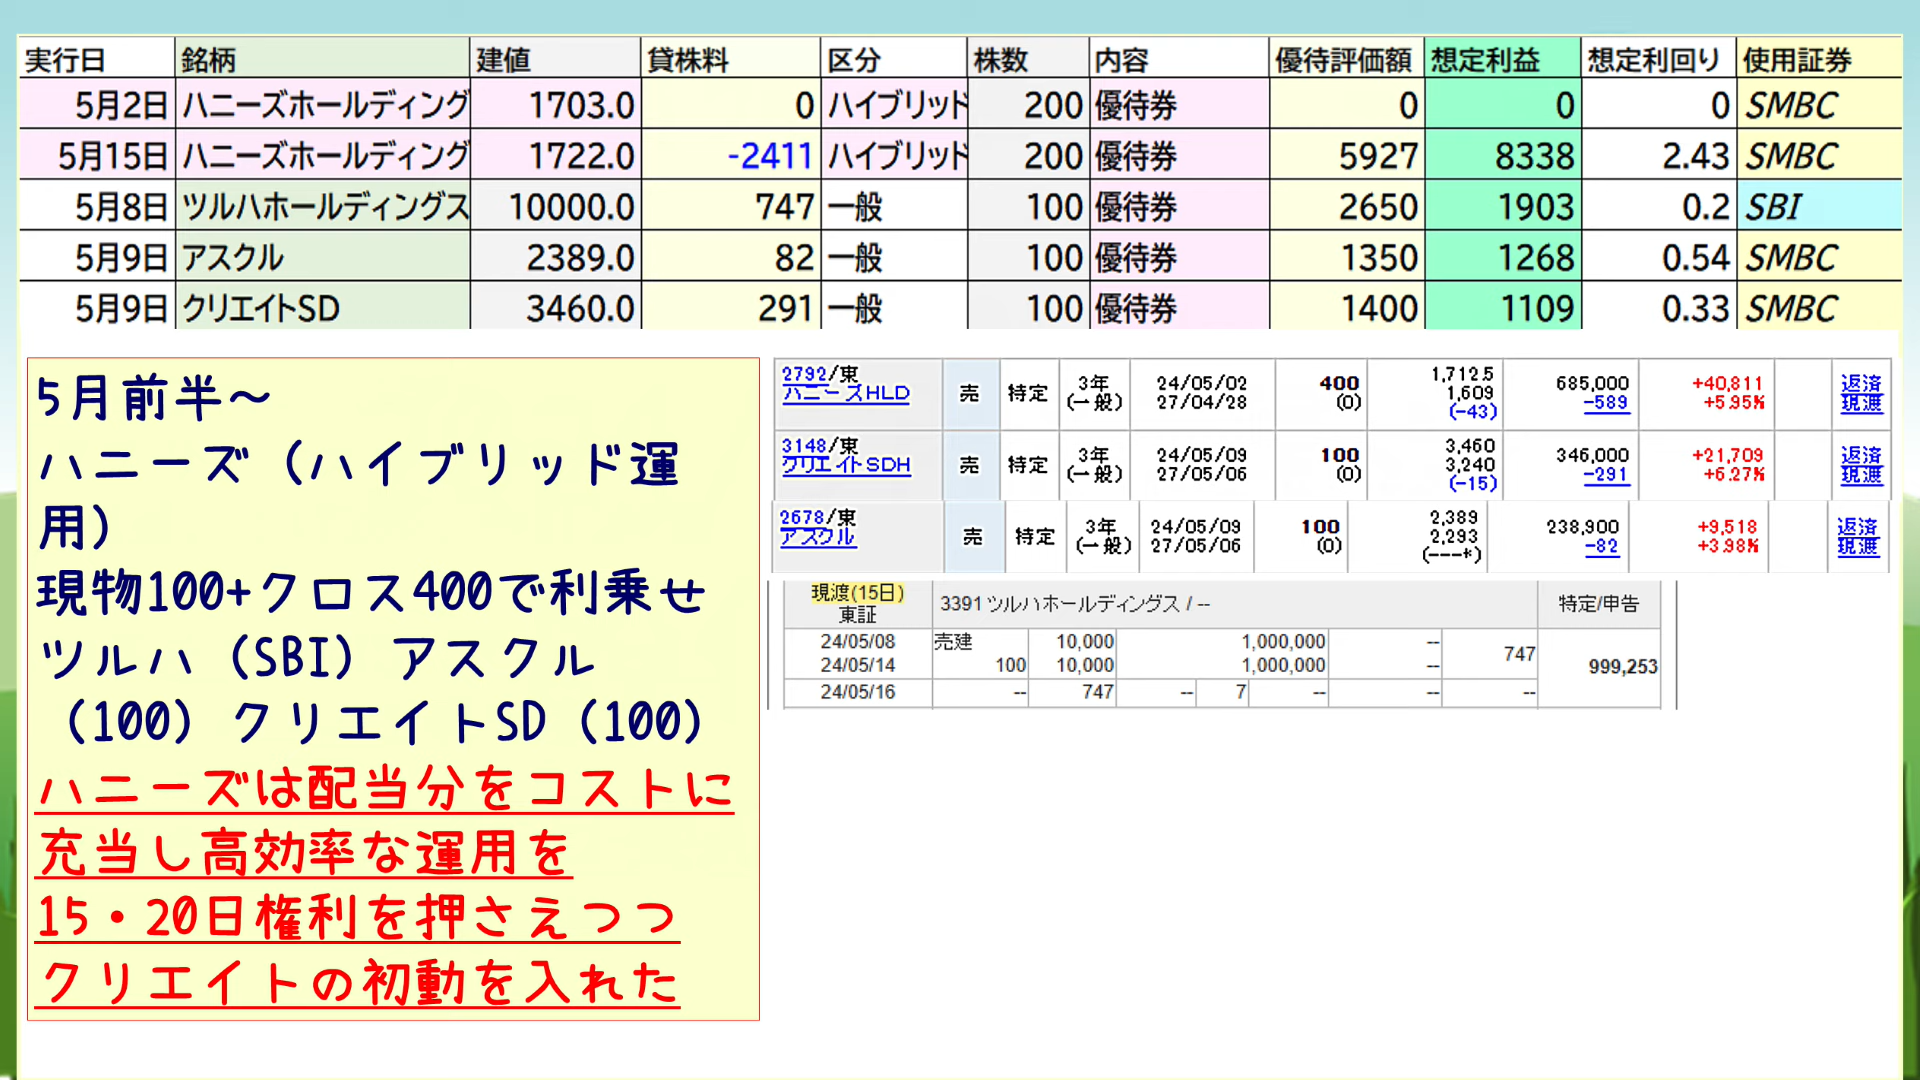 実行日 銘柄 建値 貸株料 区分 株数 内容 優待評価額 想定利益 想定利回り 使用証券
5月2日 ハニーズホールディング 1703.0 0 ハイブリッド 200 優待券 0 0 0 SMBC
5月15日 ハニーズホールディング 1722.0 -2411 ハイブリッド 200 優待券 5927 8338 2.43 SMBC
5月8日 ツルハホールディングス 10000.0 747 一般 100 優待券 2650 1903 0.2 SBI
5月9日 アスクル 2389.0 82 一般 100 優待券 1350 1268 0.54 SMBC
5月9日 クリエイトSD 3460.0 291 一般 100 優待券 1400 1109 0.33 SMBC
5月前半～
ハニーズ（ハイブリッド運
用）
現物100+クロス400で利乗せ
ツルハ（SBI）アスクル
（100）クリエイトSD（100）
ハニーズは配当分をコストに
充当し高効率な運用を
15・20日権利を押さえつつ
クリエイトの初動を入れた
2792/東 3年 24/05/02 400 1,712.5 685,000 +40,811 返済
ハニーズHLD 売 特定 (一般) 27/04/28 (0) 1,609 -589 +5.95% 現渡
(-43)
3148/東 3年 24/05/09 100 3,460 346,000 +21,709 返済
クリエイトSDH 売 特定 (一般) 27/05/06 (0) 3,240 -291 +6.27% 現渡
(-15)
2678/東 3年 24/05/09 100 2,389 238,900 +9,518 返済
アスクル 売 特定 (一般) 27/05/06 (0) 2,293 -82 +3.98% 現渡
(---*)
現渡(15日) 3391 ツルハホールディングス / -- 特定/申告
東証
24/05/08 売建 10,000 1,000,000 -- 747 999,253
24/05/14 100 10,000 1,000,000 --
24/05/16 -- 747 -- 7 -- -- --